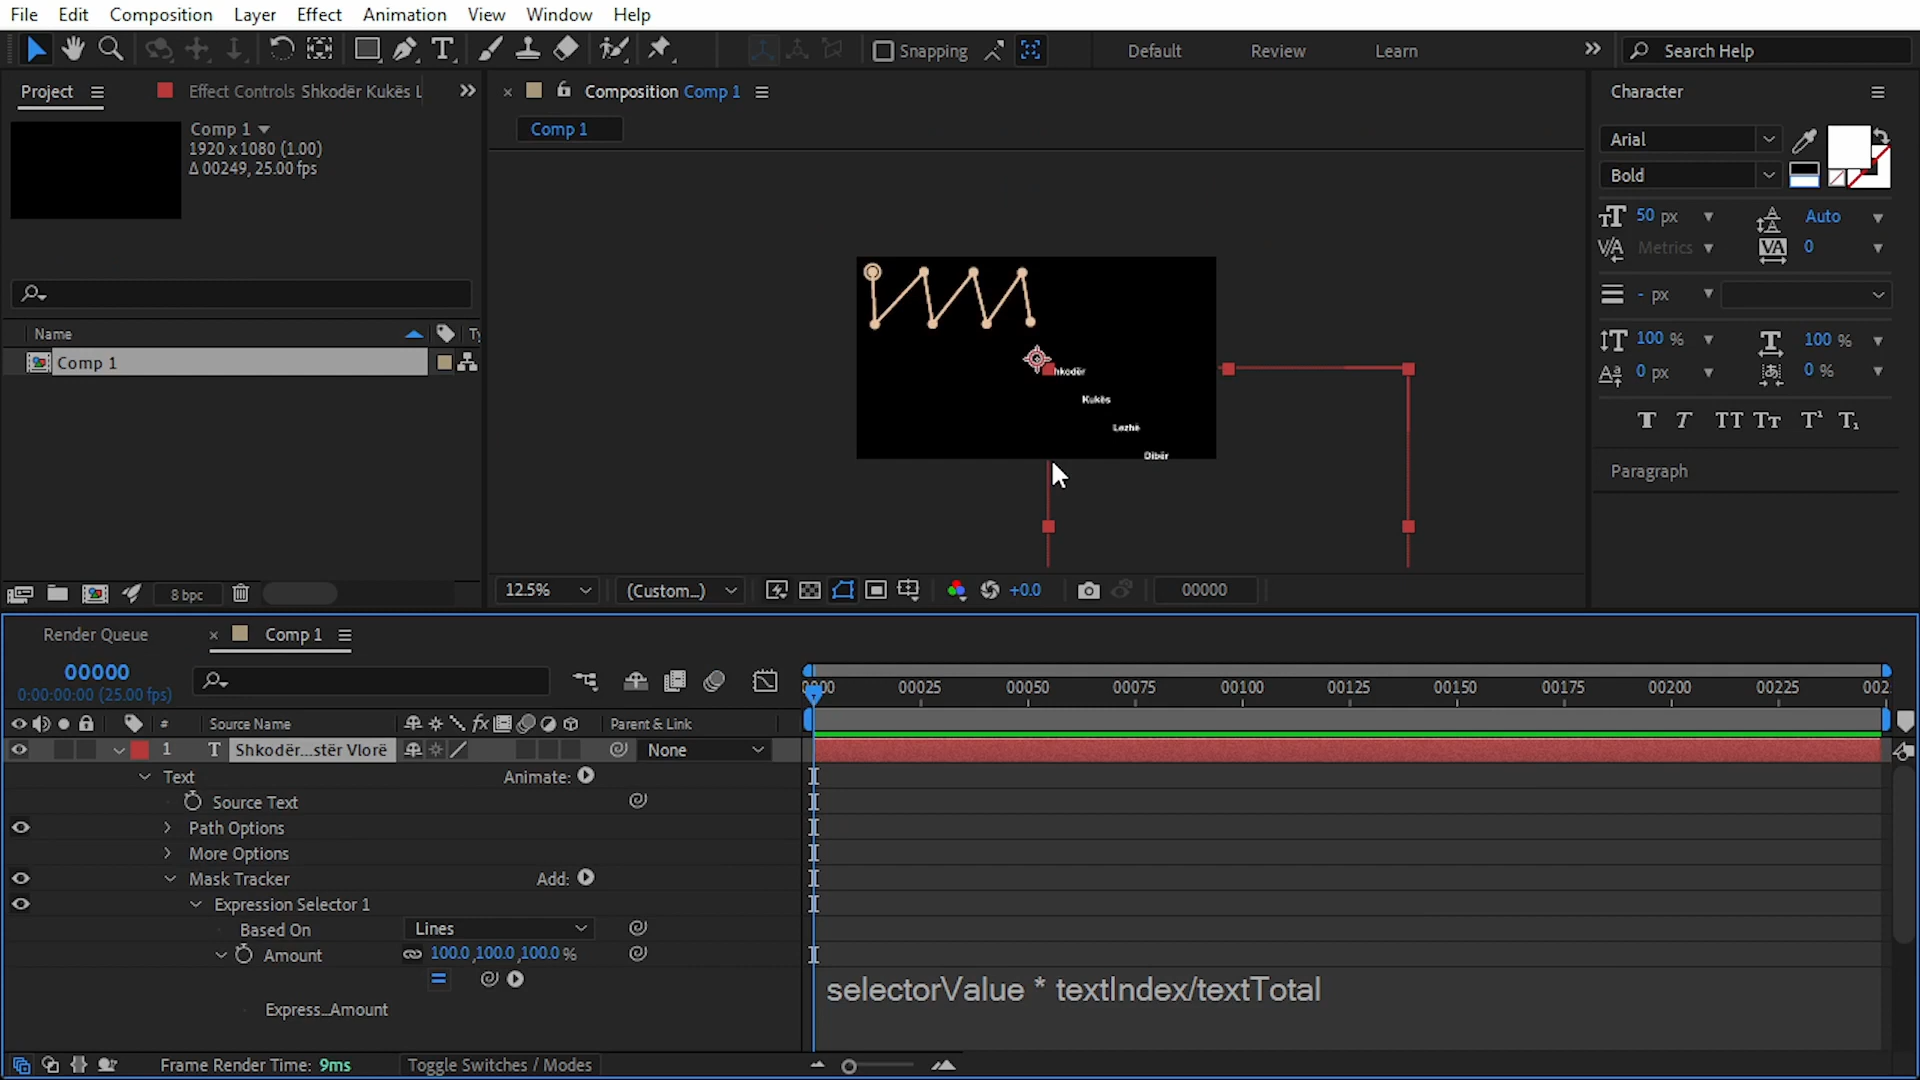 File Edit Composition Layer Effect Animation View Window Help
Snapping Default Review Learn Search Help
Project Effect Controls Shkodër Kukës L
Composition Comp 1
Character
Comp 1
1920 x 1080 (1.00)
Δ 00249, 25.00 fps
Comp 1
Arial
Bold
50 px Auto
Metrics 0
- px
100 % 100 %
0 px 0 %
Paragraph
Name Ty
Comp 1
hkodër
Kukës
Lezhë
Dibër
8 bpc
12.5% (Custom...) +0.0 00000
Render Queue Comp 1
00000
0:00:00:00 (25.00 fps)
00025 00050 00075 00100 00125 00150 00175 00200 00225 002
# Source Name fx Parent & Link
1 T Shkodër...stër Vlorë None
Text Animate:
Source Text
Path Options
More Options
Mask Tracker Add:
Expression Selector 1
Based On Lines
Amount 100.0,100.0,100.0 %
selectorValue * textIndex/textTotal
Express...Amount
Frame Render Time: 9ms Toggle Switches / Modes